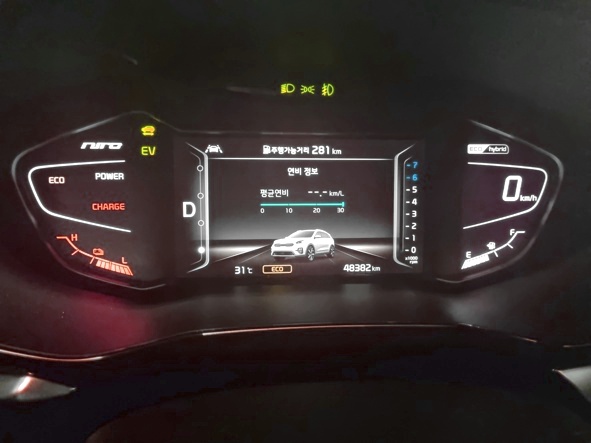 niro
EV
ECO
POWER
CHARGE
H
L
D
주행가능거리 281 km
연비 정보
평균연비 --.- km/L
0 10 20 30
31℃
ECO
48382 km
7
6
5
4
3
2
1
0
x1000
rpm
ECO hybrid
0 km/h
E
F